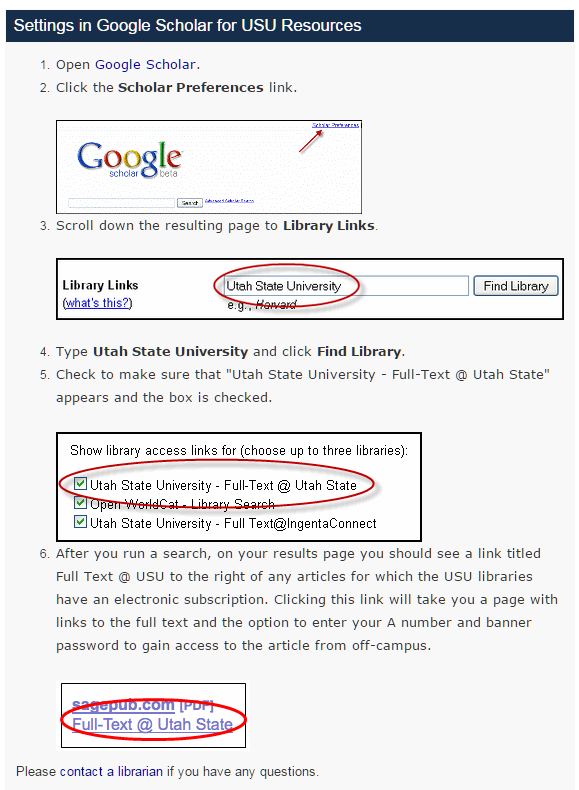 Settings in Google Scholar for USU Resources
1. Open Google Scholar.
2. Click the Scholar Preferences link.
Scholar Preferences
Google
scholar beta
Search Advanced Scholar Search
3. Scroll down the resulting page to Library Links.
Library Links
(what's this?)
Utah State University
Find Library
e.g., Harvard
4. Type Utah State University and click Find Library.
5. Check to make sure that "Utah State University - Full-Text @ Utah State"
appears and the box is checked.
Show library access links for (choose up to three libraries):
Utah State University - Full-Text @ Utah State
Open WorldCat - Library Search
Utah State University - Full Text@IngentaConnect
6. After you run a search, on your results page you should see a link titled
Full Text @ USU to the right of any articles for which the USU libraries
have an electronic subscription. Clicking this link will take you a page with
links to the full text and the option to enter your A number and banner
password to gain access to the article from off-campus.
sagepub.com [PDF]
Full-Text @ Utah State
Please contact a librarian if you have any questions.